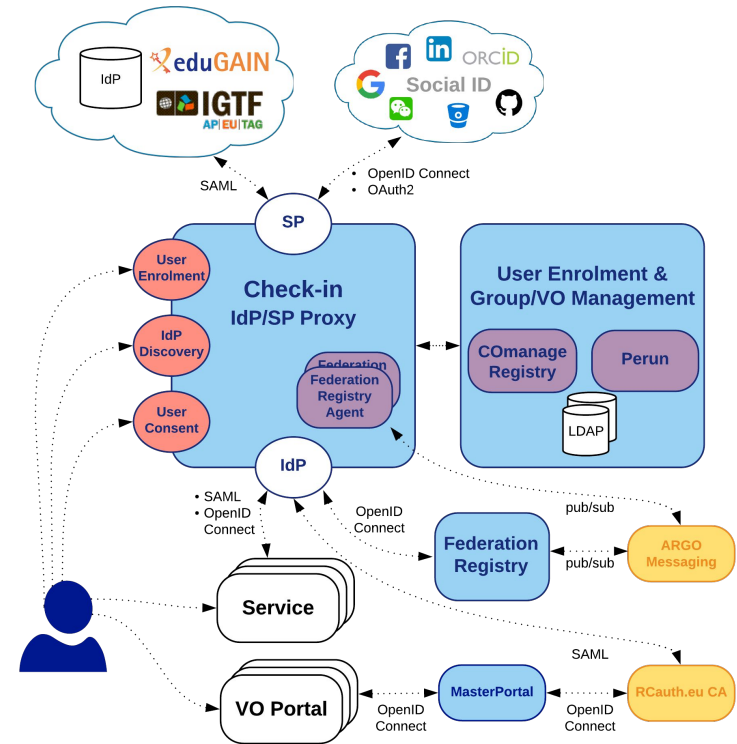 IdP
eduGAIN
IGTF
AP|EU|TAG
ORCID
Social ID
SAML
• OpenID Connect
• OAuth2
SP
User
Enrolment
IdP
Discovery
User
Consent
Check-in
IdP/SP Proxy
Federation
Federation
Registry
Agent
IdP
User Enrolment &
Group/VO Management
COmanage
Registry
Perun
LDAP
• SAML
• OpenID
Connect
OpenID
Connect
pub/sub
Federation
Registry
pub/sub
ARGO
Messaging
Service
SAML
VO Portal
OpenID
Connect
MasterPortal
OpenID
Connect
RCauth.eu CA